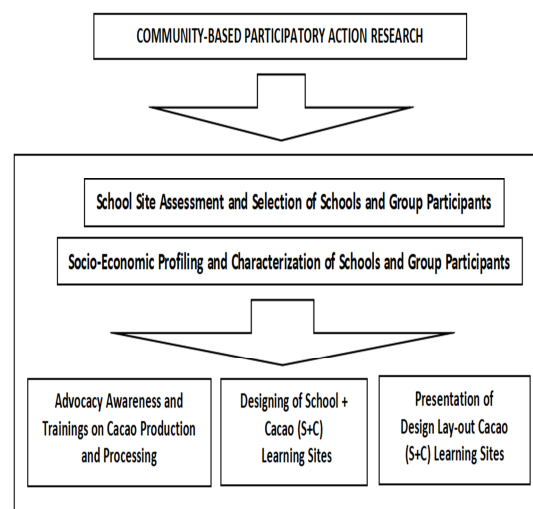 COMMUNITY-BASED PARTICIPATORY ACTION RESEARCH
School Site Assessment and Selection of Schools and Group Participants
Socio-Economic Profiling and Characterization of Schools and Group Participants
Advocacy Awareness and
Trainings on Cacao Production
and Processing
Designing of School +
Cacao (S+C)
Learning Sites
Presentation of
Design Lay-out Cacao
(S+C) Learning Sites